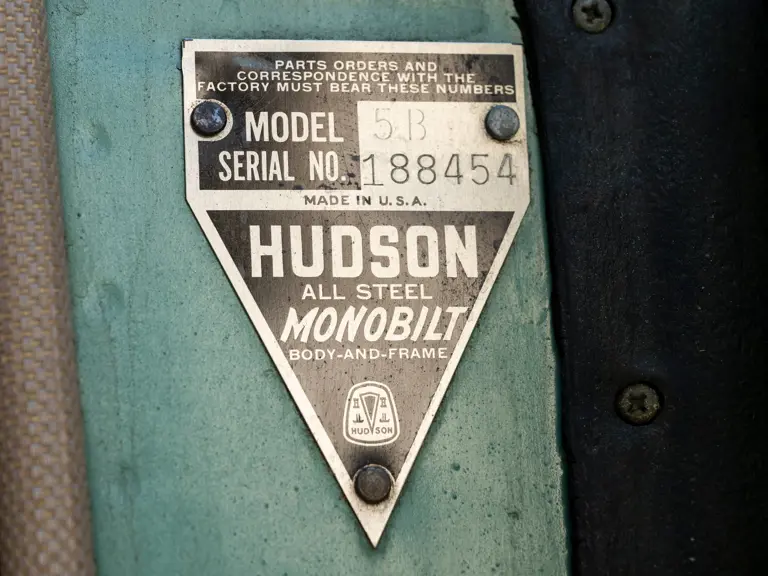 PARTS ORDERS AND
CORRESPONDENCE WITH THE
FACTORY MUST BEAR THESE NUMBERS
MODEL 5B
SERIAL NO. 188454
MADE IN U.S.A.
HUDSON
ALL STEEL
MONOBILT
BODY-AND-FRAME
HUDSON